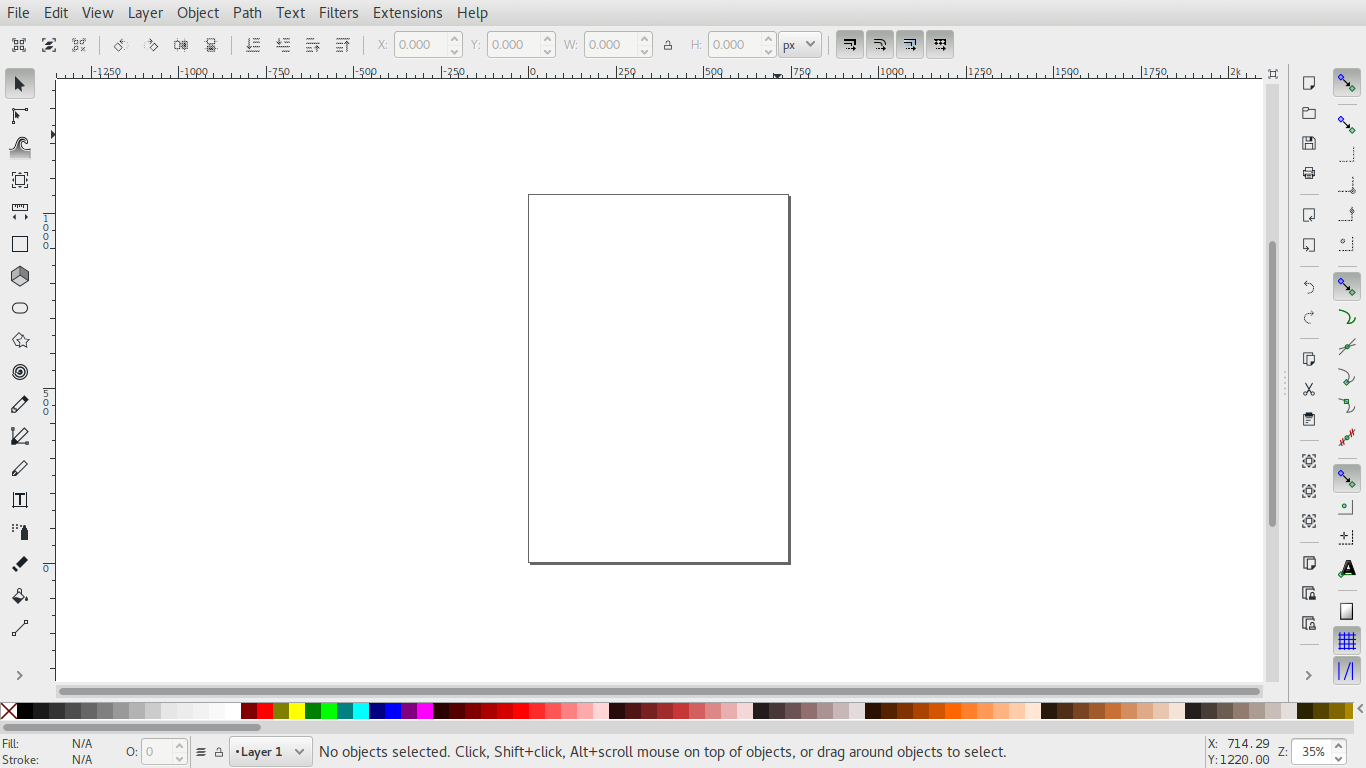 File Edit View Layer Object Path Text Filters Extensions Help
X: 0.000 Y: 0.000 W: 0.000 H: 0.000 px
-1250 -1000 -750 -500 -250 0 250 500 750 1000 1250 1500 1750 2k
1000
500
0
T
A
Fill: N/A
Stroke: N/A
O: 0
•Layer 1
No objects selected. Click, Shift+click, Alt+scroll mouse on top of objects, or drag around objects to select.
X: 714.29
Y: 1220.00
Z: 35%